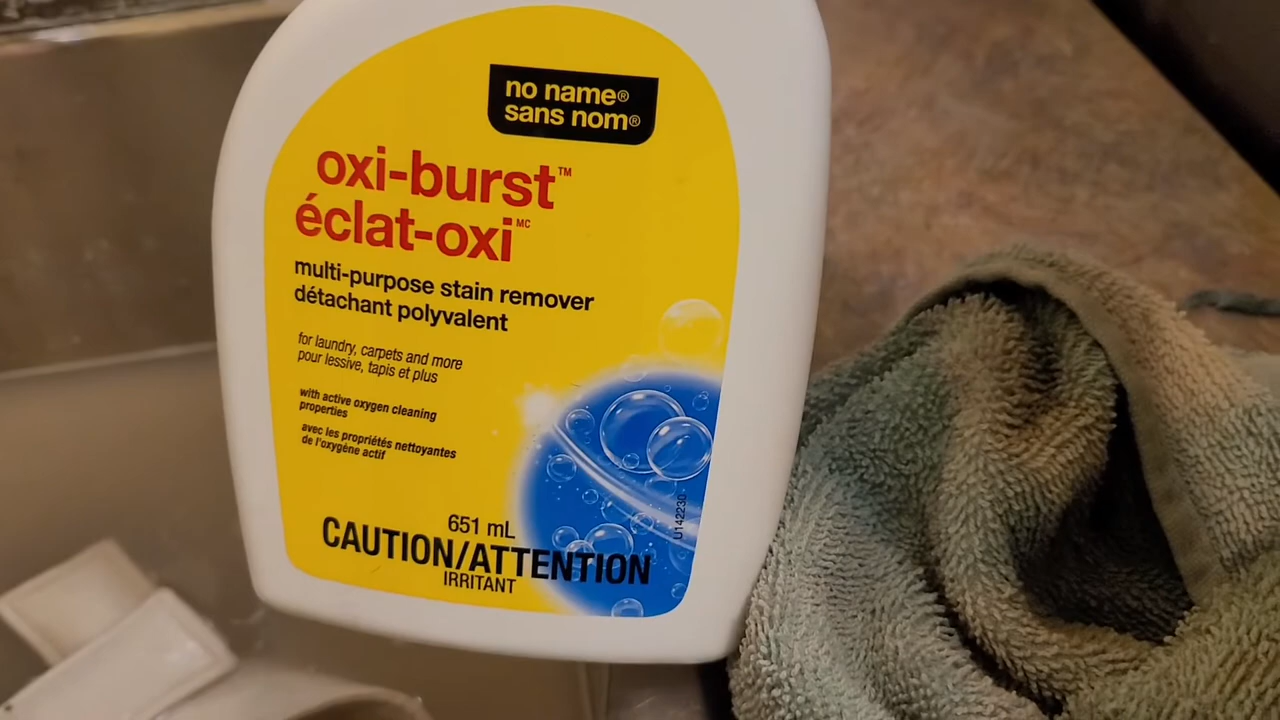 no name®
sans nom®
oxi-burst™
éclat-oxi MC
multi-purpose stain remover
détachant polyvalent
for laundry, carpets and more
pour lessive, tapis et plus
with active oxygen cleaning
properties
avec les propriétés nettoyantes
de l'oxygène actif
651 mL
CAUTION/ATTENTION
IRRITANT
U142230